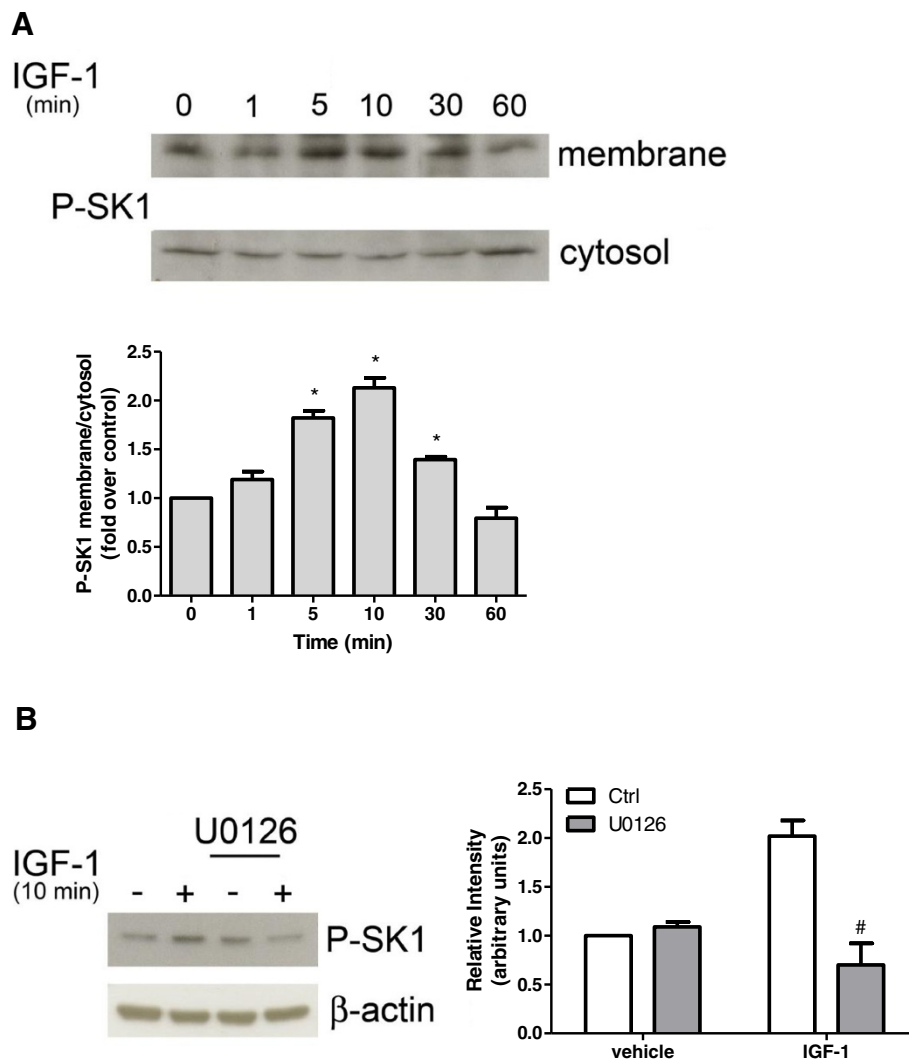 A
IGF-1
(min)
0 1 5 10 30 60
membrane
P-SK1
cytosol
P-SK1 membrane/cytosol
(fold over control)
2.5
2.0
1.5
1.0
0.5
0.0
*
*
*
0 1 5 10 30 60
Time (min)
B
U0126
IGF-1
(10 min)
- + - +
P-SK1
β-actin
Relative Intensity
(arbitrary units)
2.5
2.0
1.5
1.0
0.5
0.0
Ctrl
U0126
#
vehicle IGF-1